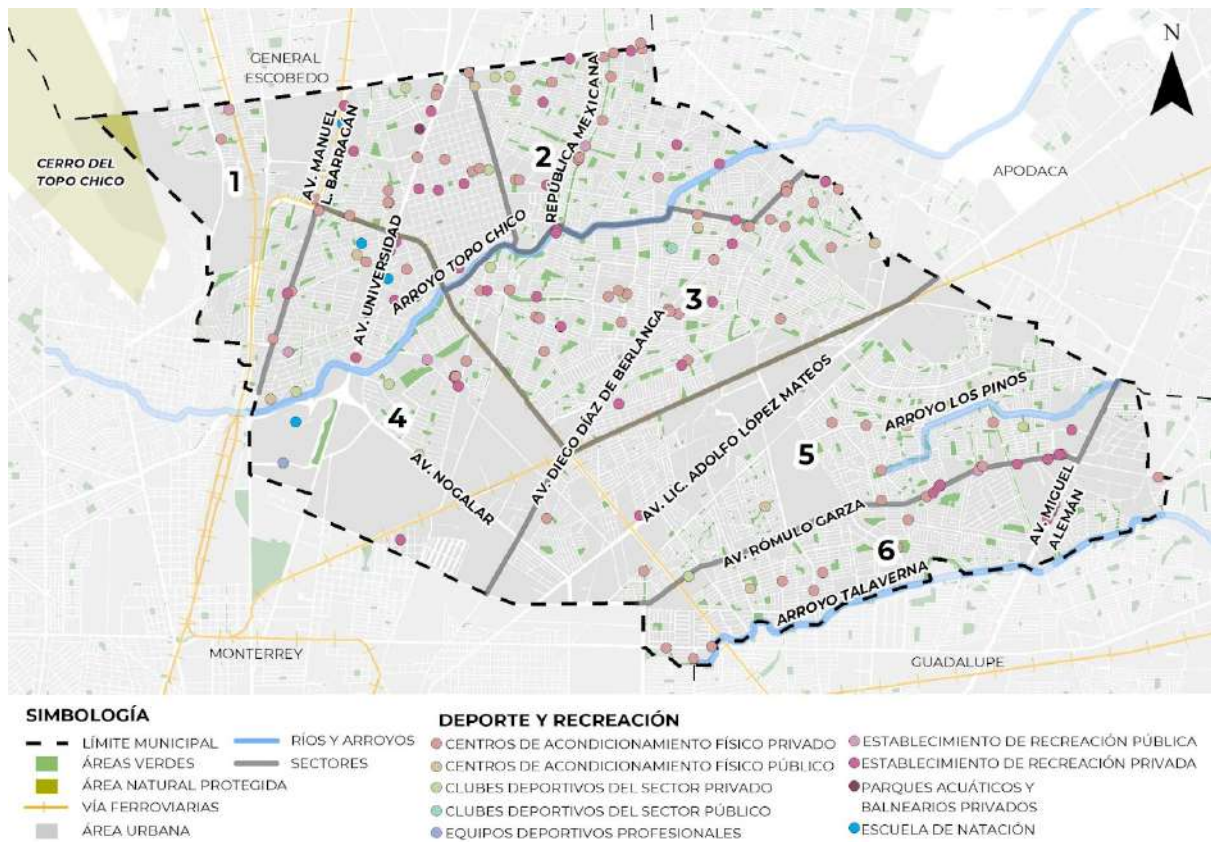 GENERAL
ESCOBEDO
N
CERRO DEL
TOPO CHICO
1
AV. MANUEL
L. BARRAGÁN
2
REPÚBLICA MEXICANA
APODACA
AV. UNIVERSIDAD
ARROYO TOPO CHICO
3
4
AV. NOGALAR
AV. DIEGO DÍAZ DE BERLANGA
AV. LIC. ADOLFO LÓPEZ MATEOS
ARROYO LOS PINOS
5
AV. RÓMULO GARZA
AV. MIGUEL
ALEMÁN
6
ARROYO TALAVERNA
MONTERREY
GUADALUPE
SIMBOLOGÍA
LÍMITE MUNICIPAL
ÁREAS VERDES
ÁREA NATURAL PROTEGIDA
VÍA FERROVIARIAS
ÁREA URBANA
RÍOS Y ARROYOS
SECTORES
DEPORTE Y RECREACIÓN
CENTROS DE ACONDICIONAMIENTO FÍSICO PRIVADO
CENTROS DE ACONDICIONAMIENTO FÍSICO PÚBLICO
CLUBES DEPORTIVOS DEL SECTOR PRIVADO
CLUBES DEPORTIVOS DEL SECTOR PÚBLICO
EQUIPOS DEPORTIVOS PROFESIONALES
ESTABLECIMIENTO DE RECREACIÓN PÚBLICA
ESTABLECIMIENTO DE RECREACIÓN PRIVADA
PARQUES ACUÁTICOS Y
BALNEARIOS PRIVADOS
ESCUELA DE NATACIÓN